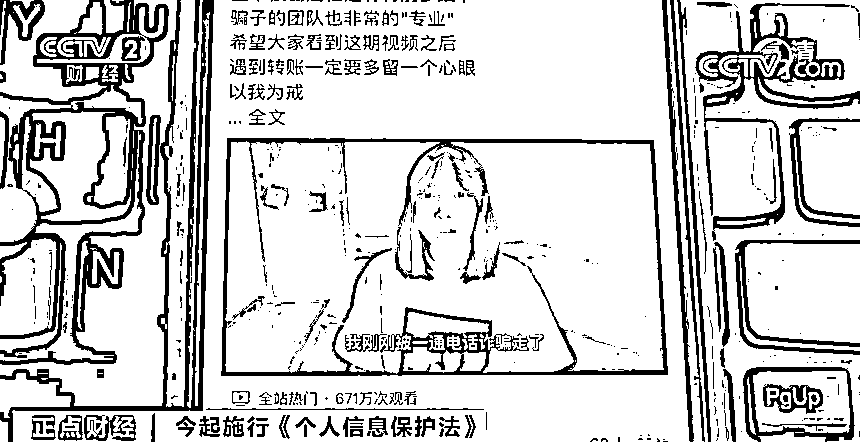 Y
U
CCTV 2
财经
H
N
骗子的团队也非常的"专业"
希望大家看到这期视频之后
遇到转账一定要多留一个心眼
以我为戒
... 全文
高清
CCTV.com
我刚刚被一通电话诈骗走了
全站热门 · 671万次观看
PgUp
正点财经
今起施行《个人信息保护法》